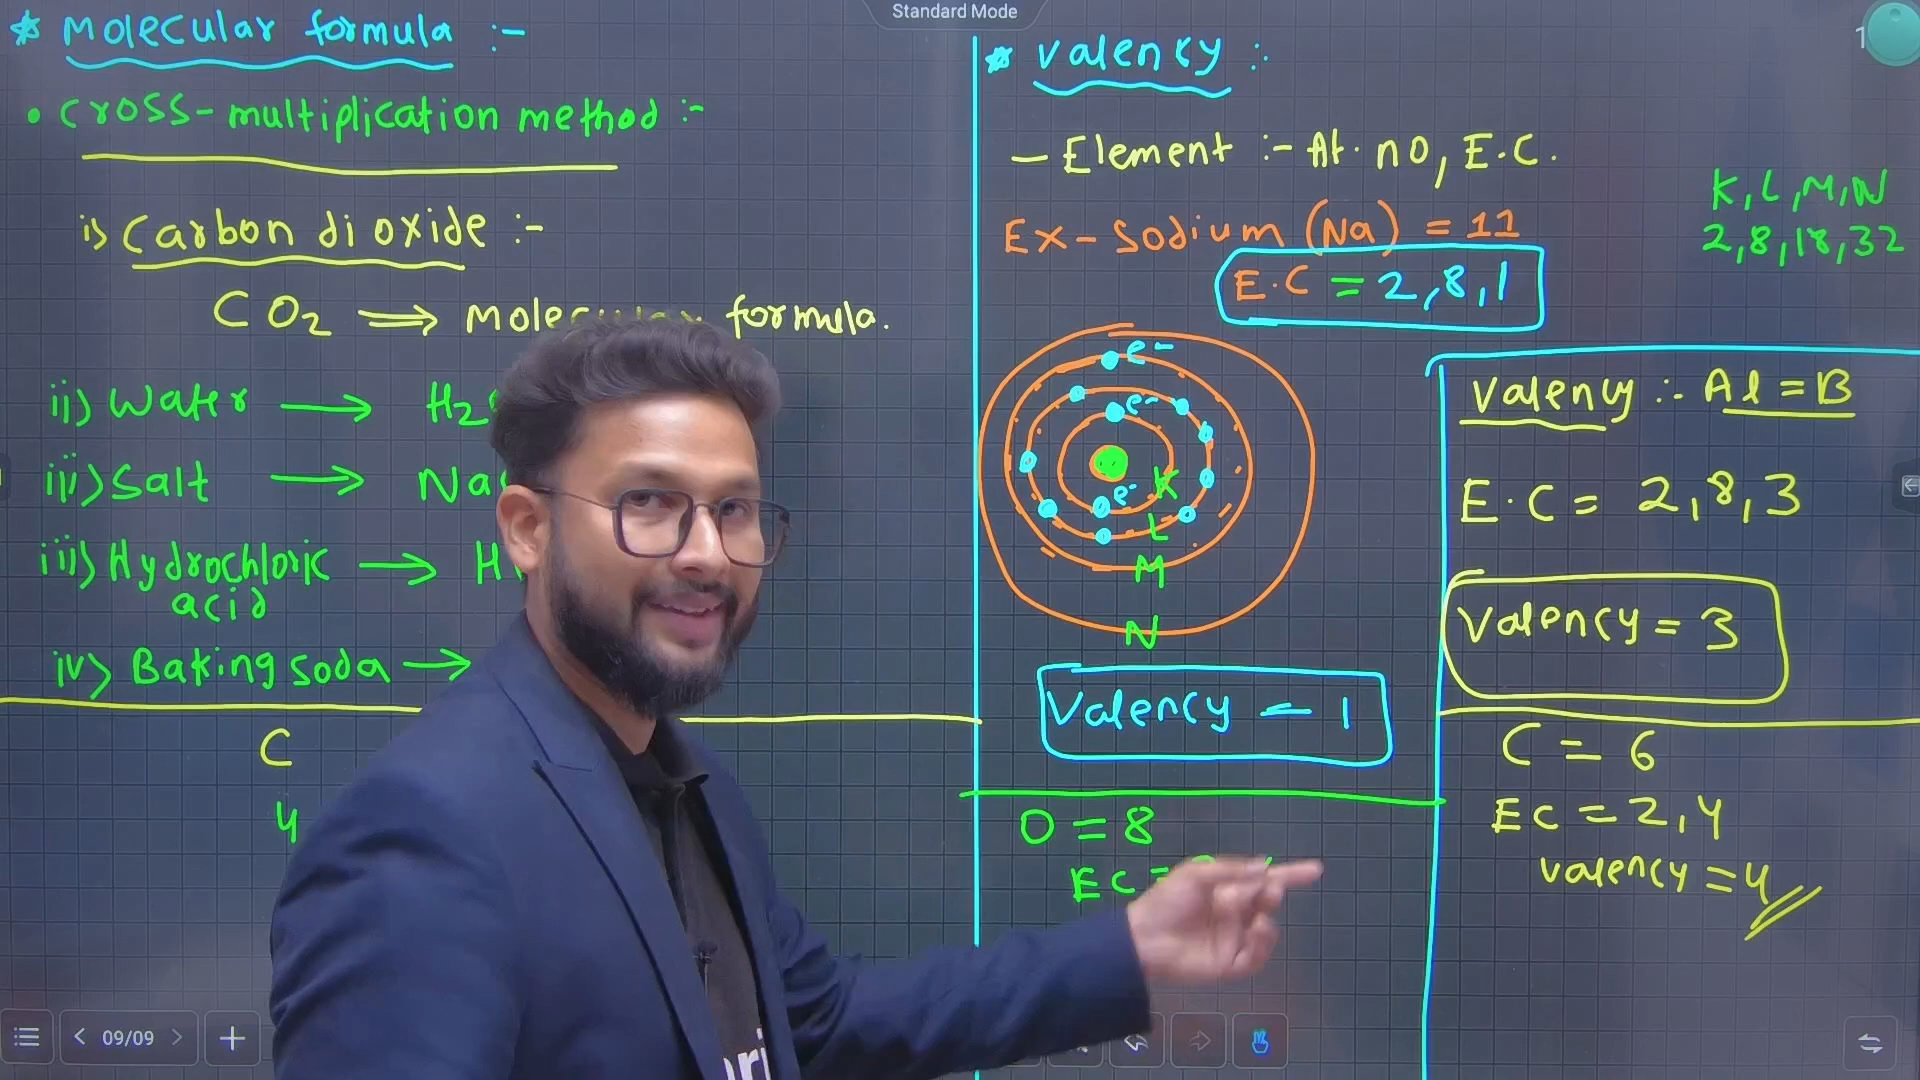 Standard Mode
* Molecular formula :-
• Cross-multiplication method :-
i) Carbon di oxide :-
CO2 ⟹ molecular formula.
ii) Water → H2
iii) Salt → Na
iii) Hydrochloric acid → H
iv) Baking soda →
C
4
* Valency :-
— Element :- At. no, E.C.
Ex - Sodium (Na) = 11
E.C = 2,8,1
K, L, M, N
2,8,18,32
e-
e-
e-
K
L
M
N
Valency — 1
O = 8
EC =
Valency :- Al = 13
E.C = 2,8,3
Valency = 3
C = 6
EC = 2,4
Valency = 4
09/09